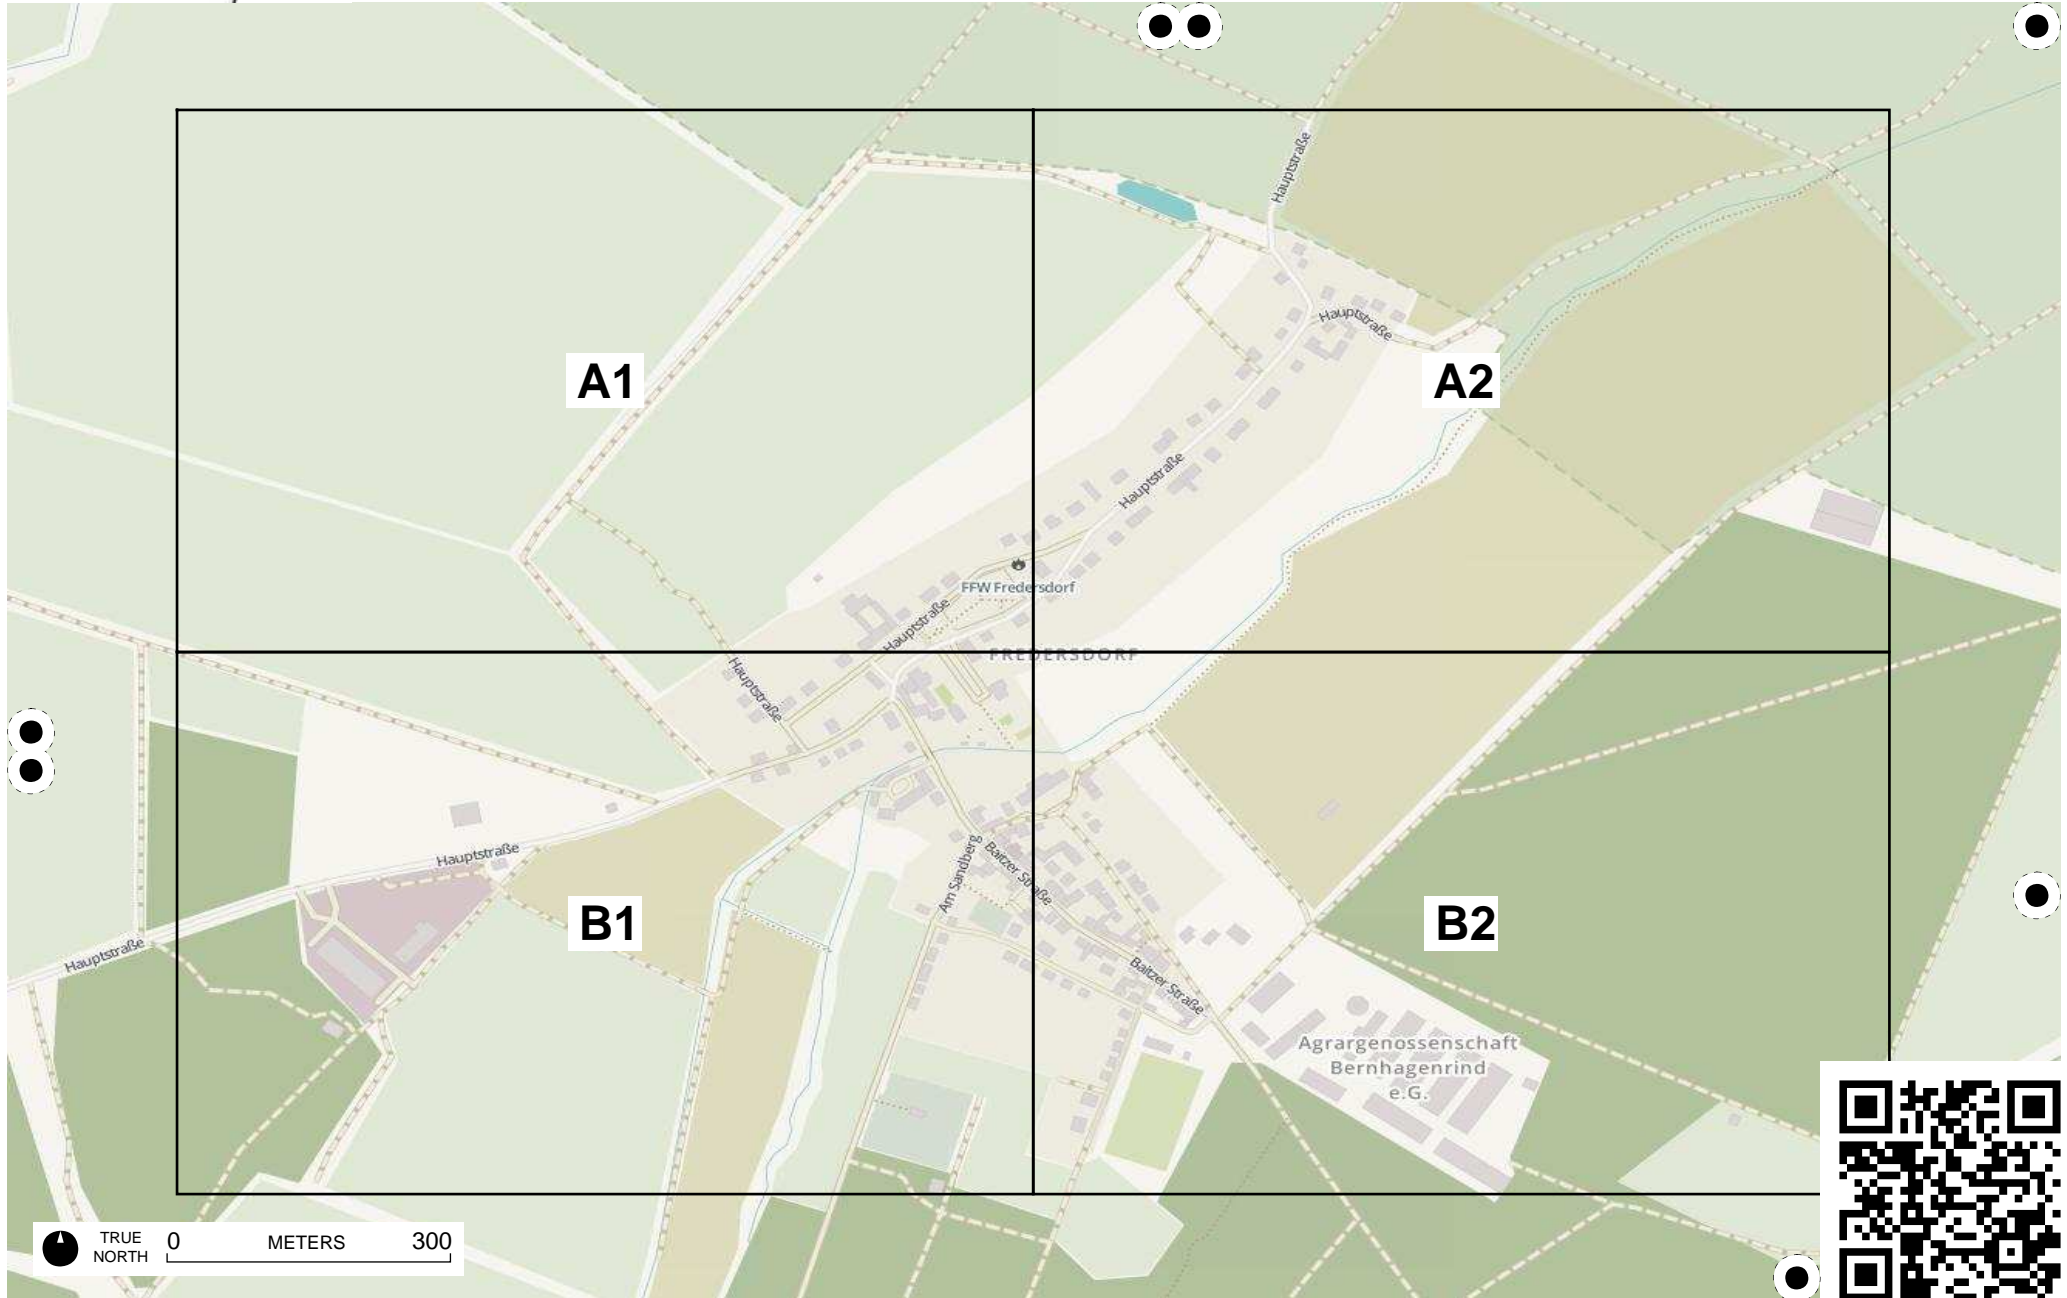 Hauptstraße
Hauptstraße
A1
A2
Hauptstraße
FFW Fredersdorf
Hauptstraße
FREDERSDORF
Hauptstraße
Hauptstraße
Am Sandberg
Baitzer Straße
B1
B2
Hauptstraße
Baitzer Straße
Agrargenossenschaft
Bernhagenrind
e.G.
TRUE
NORTH
0 METERS 300